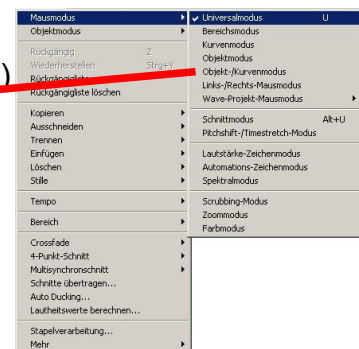 Mausmodus
Objektmodus
Rückgängig Z
Wiederherstellen Strg+Y
)
Rückgängigliste
Rückgängigliste löschen
Kopieren
Ausschneiden
Trennen
Einfügen
Löschen
Stille
Tempo
Bereich
Crossfade
4-Punkt-Schnitt
Multisynchronschnitt
Schnitte übertragen...
Auto Ducking...
Lautheitswerte berechnen...
Stapelverarbeitung...
Mehr
Universalmodus U
Bereichsmodus
Kurvenmodus
Objektmodus
Objekt-/Kurvenmodus
Links-/Rechts-Mausmodus
Wave-Projekt-Mausmodus
Schnittmodus Alt+U
Pitchshift-/Timestretch-Modus
Lautstärke-Zeichenmodus
Automations-Zeichenmodus
Spektralmodus
Scrubbing-Modus
Zoommodus
Farbmodus